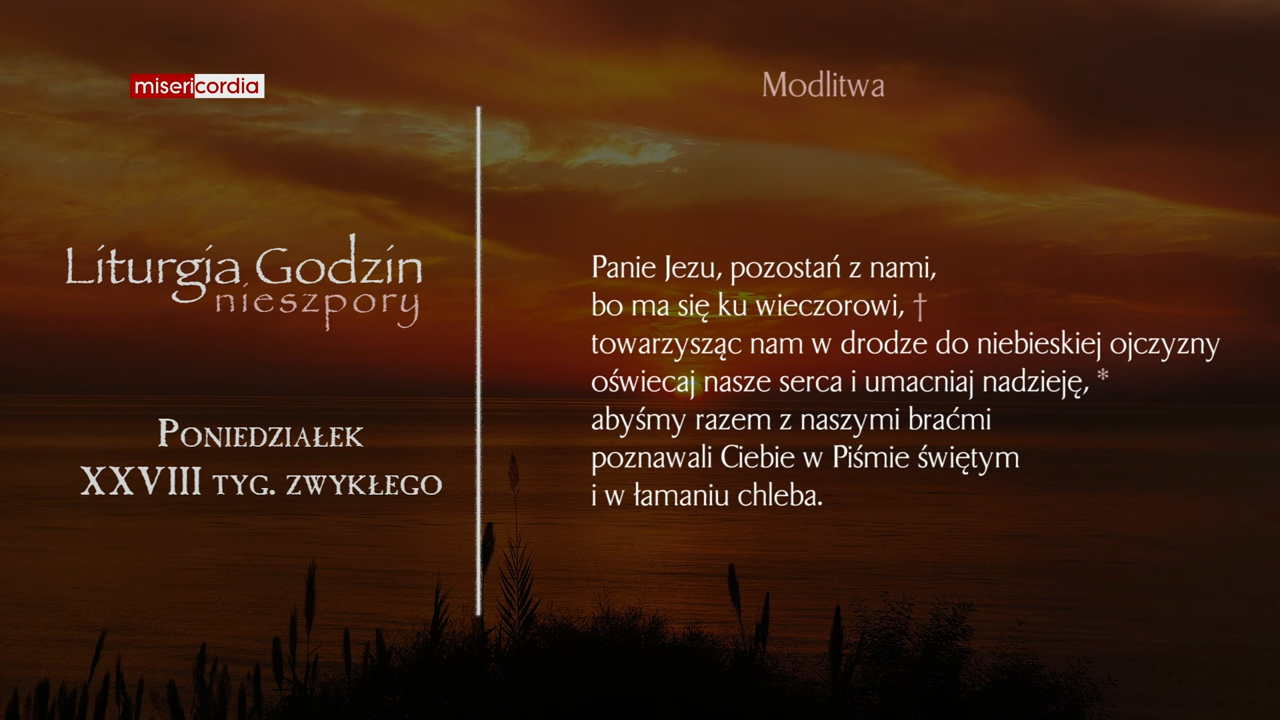 misericordia
Liturgia Godzin
nieszpory
Poniedziałek
XXVIII tyg. zwykłego
Modlitwa
Panie Jezu, pozostań z nami,
bo ma się ku wieczorowi, †
towarzysząc nam w drodze do niebieskiej ojczyzny
oświecaj nasze serca i umacniaj nadzieję, *
abyśmy razem z naszymi braćmi
poznawali Ciebie w Piśmie świętym
i w łamaniu chleba.